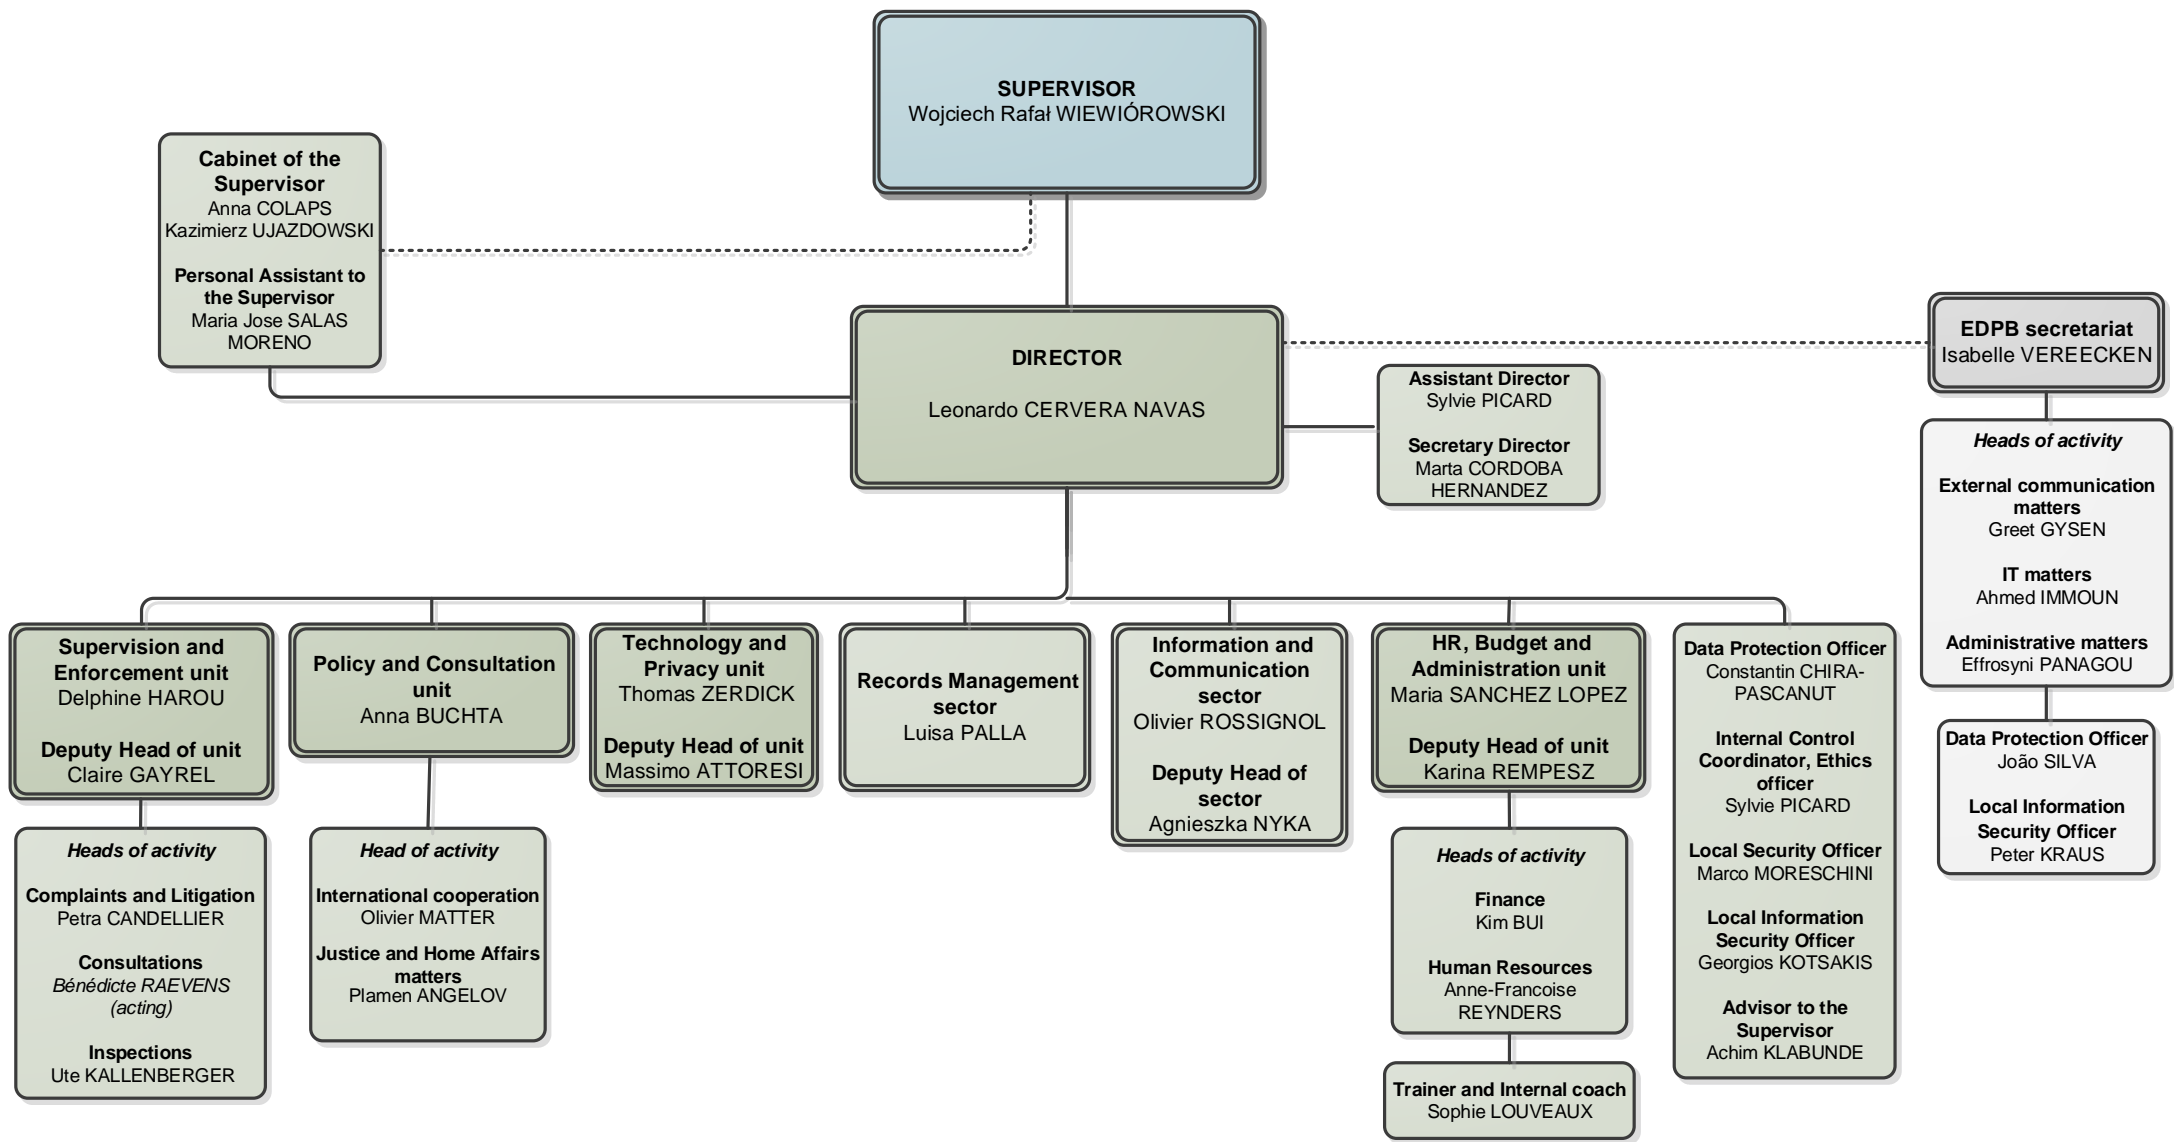 SUPERVISOR
Wojciech Rafał WIEWIÓROWSKI
Cabinet of the
Supervisor
Anna COLAPS
Kazimierz UJAZDOWSKI
Personal Assistant to
the Supervisor
Maria Jose SALAS
MORENO
DIRECTOR
Leonardo CERVERA NAVAS
Assistant Director
Sylvie PICARD
Secretary Director
Marta CORDOBA
HERNANDEZ
EDPB secretariat
Isabelle VEREECKEN
Heads of activity
External communication
matters
Greet GYSEN
IT matters
Ahmed IMMOUN
Administrative matters
Effrosyni PANAGOU
Data Protection Officer
João SILVA
Local Information
Security Officer
Peter KRAUS
Supervision and
Enforcement unit
Delphine HAROU
Deputy Head of unit
Claire GAYREL
Heads of activity
Complaints and Litigation
Petra CANDELLIER
Consultations
Bénédicte RAEVENS
(acting)
Inspections
Ute KALLENBERGER
Policy and Consultation
unit
Anna BUCHTA
Head of activity
International cooperation
Olivier MATTER
Justice and Home Affairs
matters
Plamen ANGELOV
Technology and
Privacy unit
Thomas ZERDICK
Deputy Head of unit
Massimo ATTORESI
Records Management
sector
Luisa PALLA
Information and
Communication
sector
Olivier ROSSIGNOL
Deputy Head of
sector
Agnieszka NYKA
HR, Budget and
Administration unit
Maria SANCHEZ LOPEZ
Deputy Head of unit
Karina REMPESZ
Heads of activity
Finance
Kim BUI
Human Resources
Anne-Francoise
REYNDERS
Trainer and Internal coach
Sophie LOUVEAUX
Data Protection Officer
Constantin CHIRA-
PASCANUT
Internal Control
Coordinator, Ethics
officer
Sylvie PICARD
Local Security Officer
Marco MORESCHINI
Local Information
Security Officer
Georgios KOTSAKIS
Advisor to the
Supervisor
Achim KLABUNDE